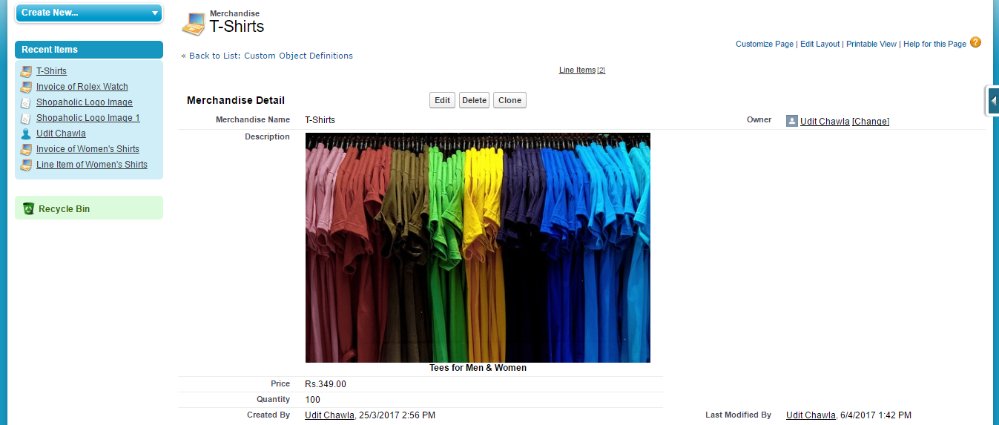 Create New...
Recent Items
T-Shirts
Invoice of Rolex Watch
Shopaholic Logo Image
Shopaholic Logo Image 1
Udit Chawla
Invoice of Women's Shirts
Line Item of Women's Shirts
Recycle Bin
Merchandise
T-Shirts
Customize Page | Edit Layout | Printable View | Help for this Page ?
« Back to List: Custom Object Definitions
Line Items [2]
Merchandise Detail Edit Delete Clone
Merchandise Name T-Shirts Owner Udit Chawla [Change]
Description
Tees for Men & Women
Price Rs.349.00
Quantity 100
Created By Udit Chawla, 25/3/2017 2:56 PM Last Modified By Udit Chawla, 6/4/2017 1:42 PM